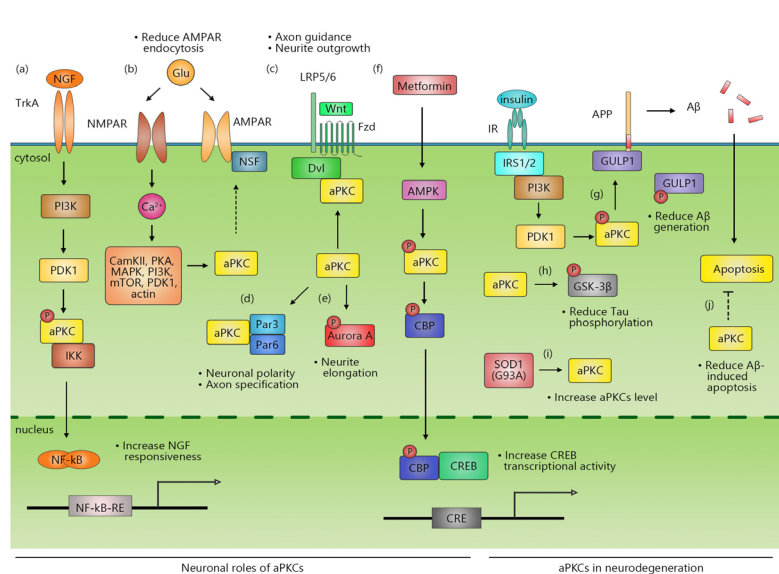 • Reduce AMPAR
endocytosis
• Axon guidance
• Neurite outgrowth
(a)
NGF
TrkA
(b)
Glu
NMPAR
AMPAR
NSF
(c)
LRP5/6
Wnt
Fzd
Dvl
aPKC
(f)
Metformin
insulin
IR
IRS1/2
APP
Aβ
GULP1
cytosol
PI3K
PDK1
P
aPKC
IKK
Ca²⁺
CamKII, PKA,
MAPK, PI3K,
mTOR, PDK1,
actin
aPKC
aPKC
(d)
aPKC
Par3
Par6
• Neuronal polarity
• Axon specification
(e)
P
Aurora A
• Neurite
elongation
AMPK
P
aPKC
P
CBP
PI3K
PDK1
P
aPKC
(g)
GULP1
P
• Reduce Aβ
generation
(h)
aPKC
P
GSK-3β
• Reduce Tau
phosphorylation
(i)
SOD1
(G93A)
aPKC
• Increase aPKCs level
Apoptosis
(j)
aPKC
• Reduce Aβ-
induced
apoptosis
nucleus
NF-kB
• Increase NGF
responsiveness
NF-kB-RE
P
CBP
CREB
• Increase CREB
transcriptional activity
CRE
Neuronal roles of aPKCs
aPKCs in neurodegeneration